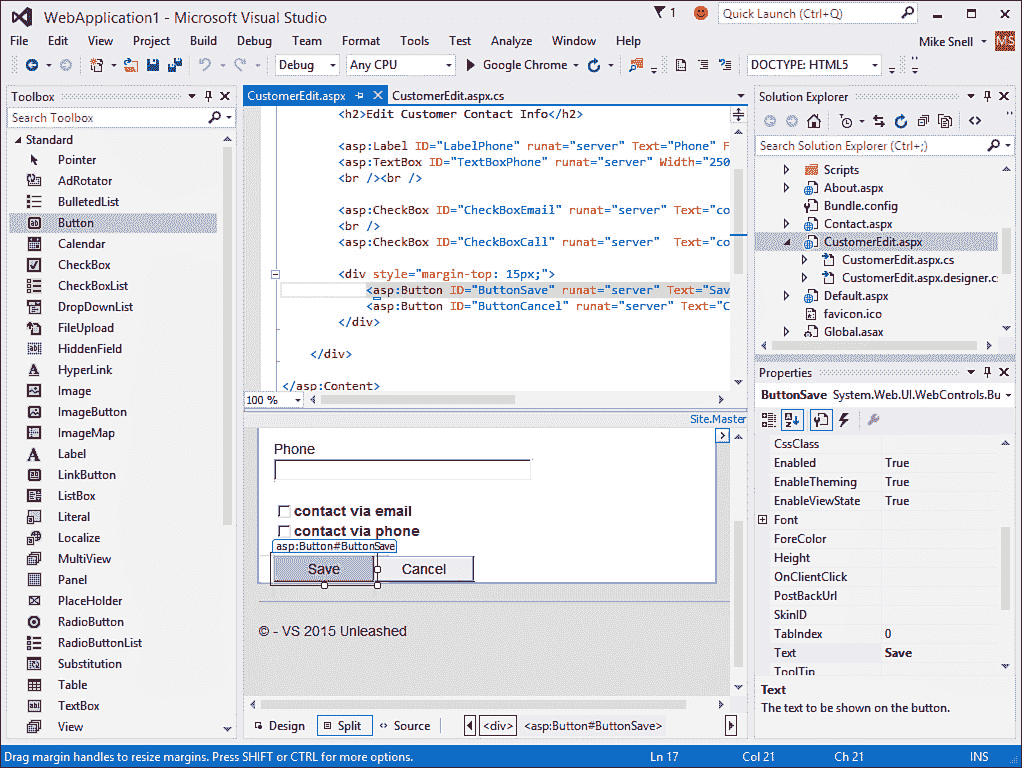 WebApplication1 - Microsoft Visual Studio
1
Quick Launch (Ctrl+Q)
File Edit View Project Build Debug Team Format Tools Test Analyze Window Help
Mike Snell
MS
Debug
Any CPU
Google Chrome
DOCTYPE: HTML5
Toolbox
Search Toolbox
Standard
Pointer
AdRotator
BulletedList
Button
Calendar
CheckBox
CheckBoxList
DropDownList
FileUpload
HiddenField
HyperLink
Image
ImageButton
ImageMap
Label
LinkButton
ListBox
Literal
Localize
MultiView
Panel
PlaceHolder
RadioButton
RadioButtonList
Substitution
Table
TextBox
View
CustomerEdit.aspx
CustomerEdit.aspx.cs
<h2>Edit Customer Contact Info</h2>
<asp:Label ID="LabelPhone" runat="server" Text="Phone" F
<asp:TextBox ID="TextBoxPhone" runat="server" Width="250
<br /><br />
<asp:CheckBox ID="CheckBoxEmail" runat="server" Text="co
<br />
<asp:CheckBox ID="CheckBoxCall" runat="server"  Text="co
<div style="margin-top: 15px;">
<asp:Button ID="ButtonSave" runat="server" Text="Sav
<asp:Button ID="ButtonCancel" runat="server" Text="C
</div>
</div>
</asp:Content>
100 %
Site.Master
Phone
contact via email
contact via phone
asp:Button#ButtonSave
Save
Cancel
© - VS 2015 Unleashed
Design
Split
Source
<div>
<asp:Button#ButtonSave>
Solution Explorer
Search Solution Explorer (Ctrl+;)
Scripts
About.aspx
Bundle.config
Contact.aspx
CustomerEdit.aspx
CustomerEdit.aspx.cs
CustomerEdit.aspx.designer.c
Default.aspx
favicon.ico
Global.asax
Properties
ButtonSave System.Web.UI.WebControls.Bu
CssClass
Enabled True
EnableTheming True
EnableViewState True
Font
ForeColor
Height
OnClientClick
PostBackUrl
SkinID
TabIndex 0
Text Save
ToolTip
Text
The text to be shown on the button.
Drag margin handles to resize margins. Press SHIFT or CTRL for more options.
Ln 17
Col 21
Ch 21
INS